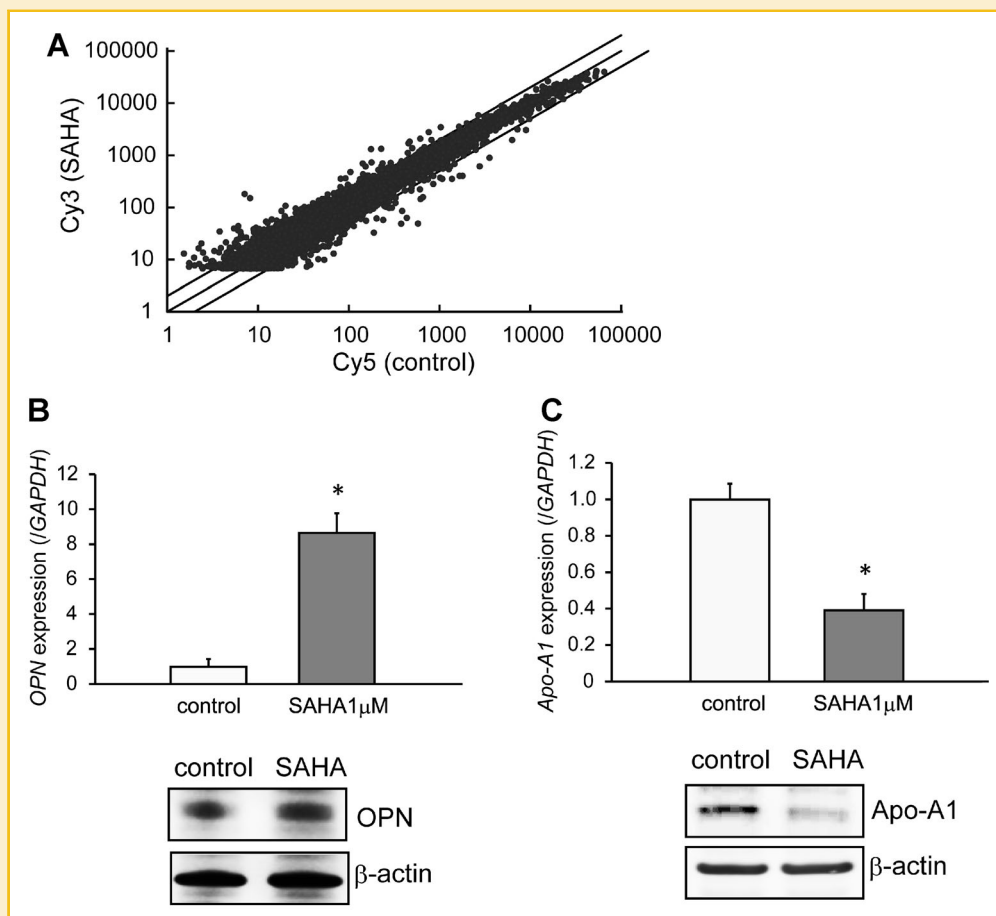 A
100000
10000
1000
100
10
1
Cy3 (SAHA)
1 10 100 1000 10000 100000
Cy5 (control)
B
12
10
8
6
4
2
0
OPN expression (/GAPDH)
*
control SAHA1μM
control SAHA
OPN
β-actin
C
1.2
1.0
0.8
0.6
0.4
0.2
0
Apo-A1 expression (/GAPDH)
*
control SAHA1μM
control SAHA
Apo-A1
β-actin